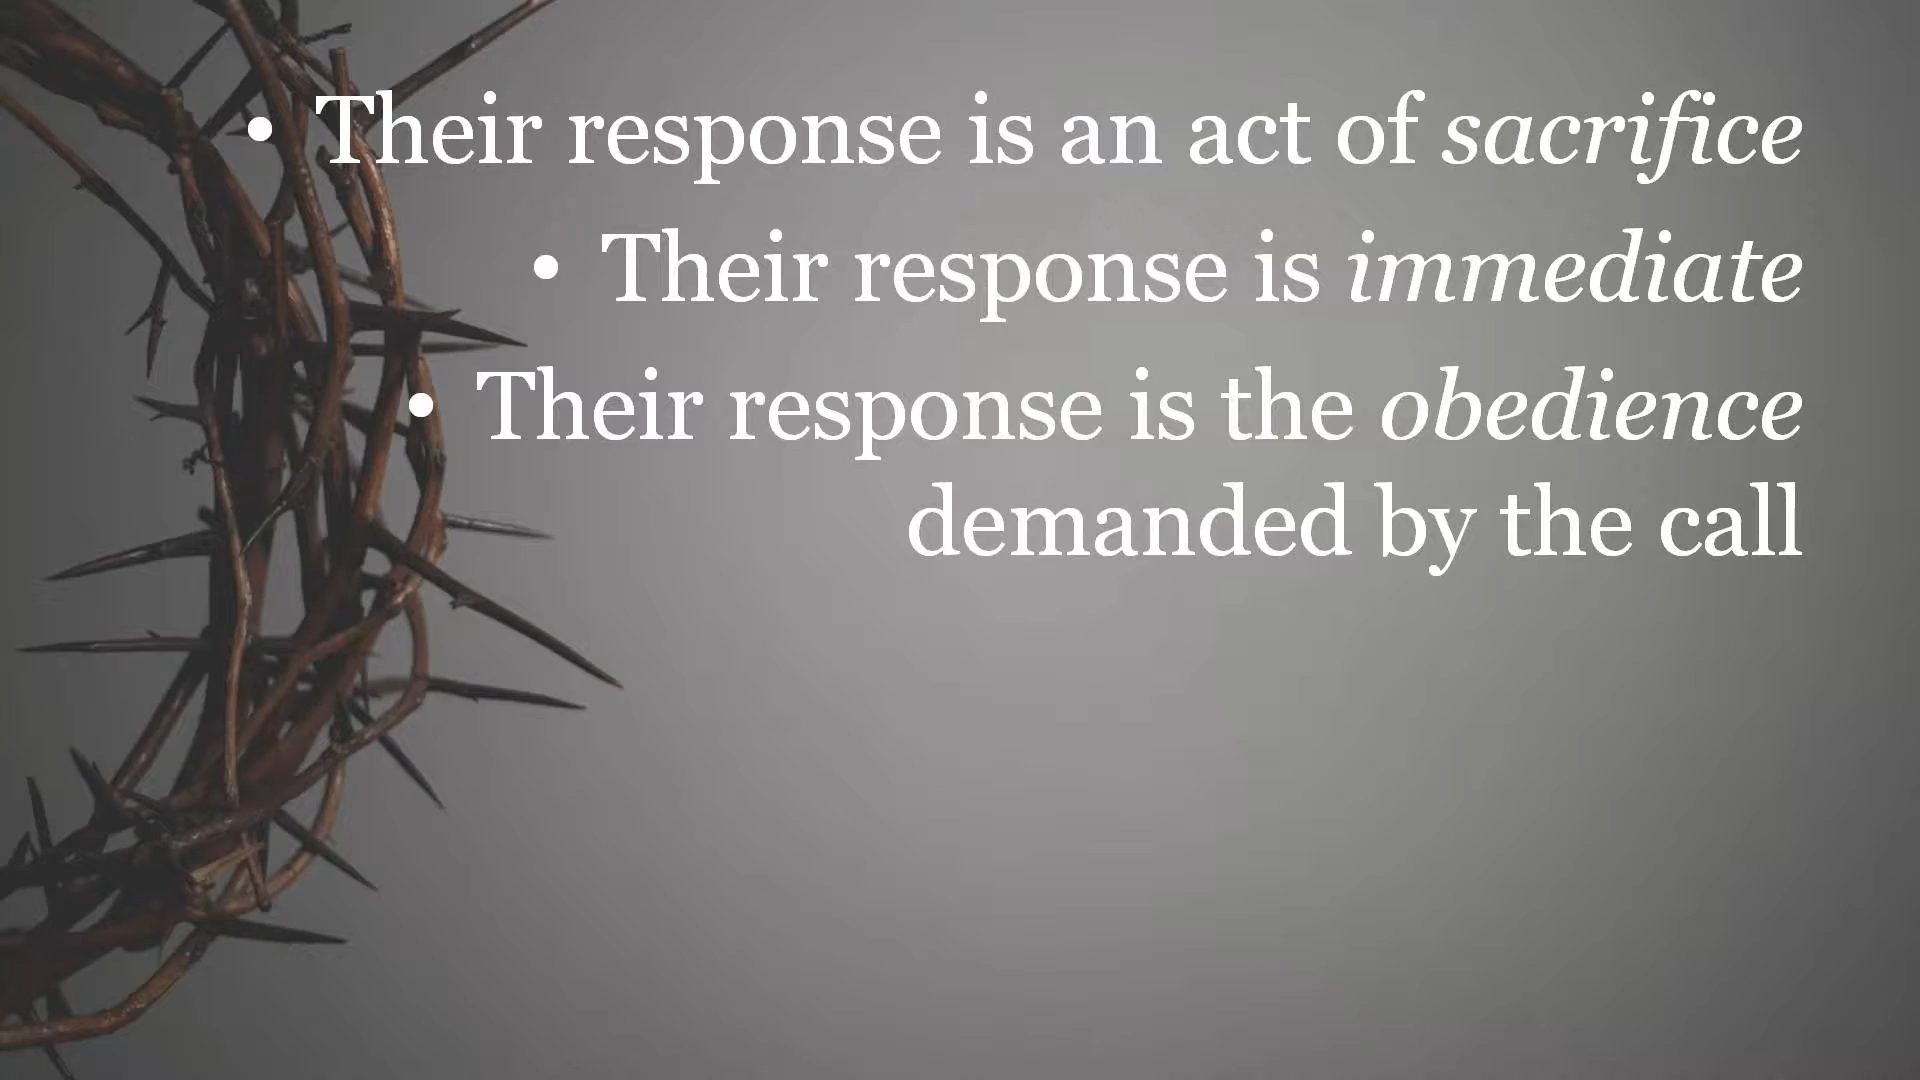 • Their response is an act of sacrifice
• Their response is immediate
• Their response is the obedience
demanded by the call